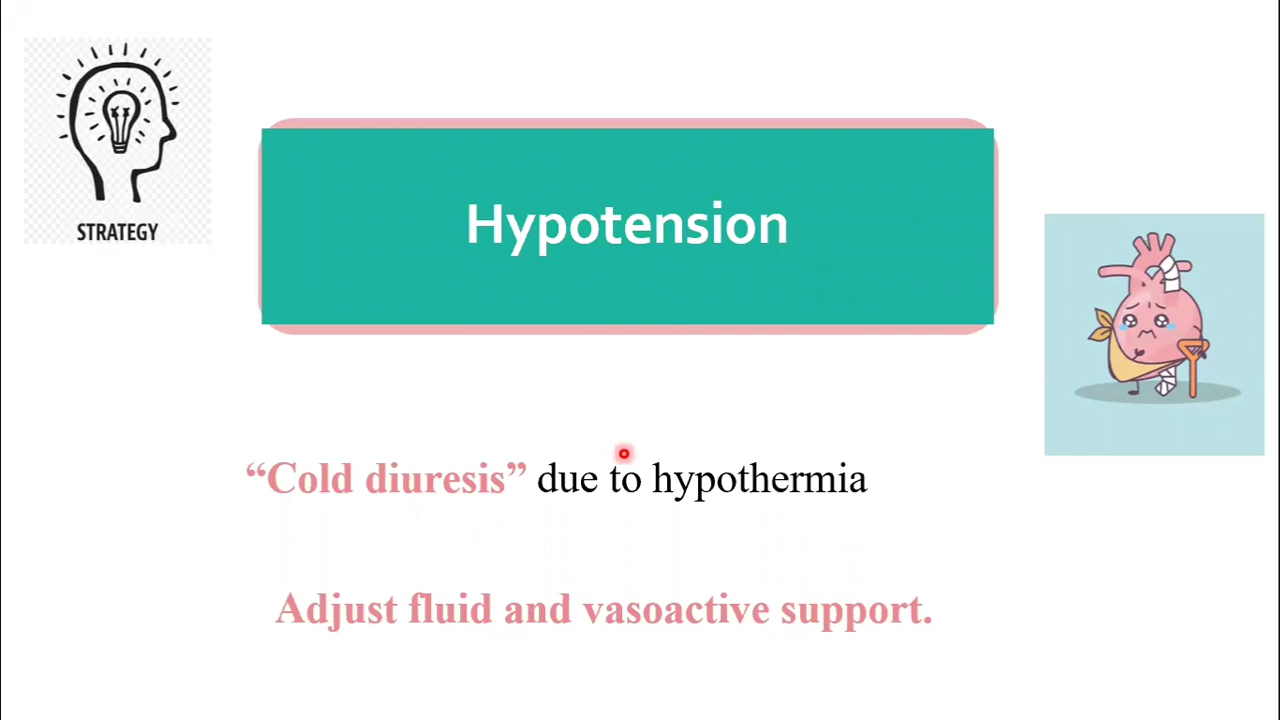 STRATEGY
Hypotension
“Cold diuresis” due to hypothermia
Adjust fluid and vasoactive support.